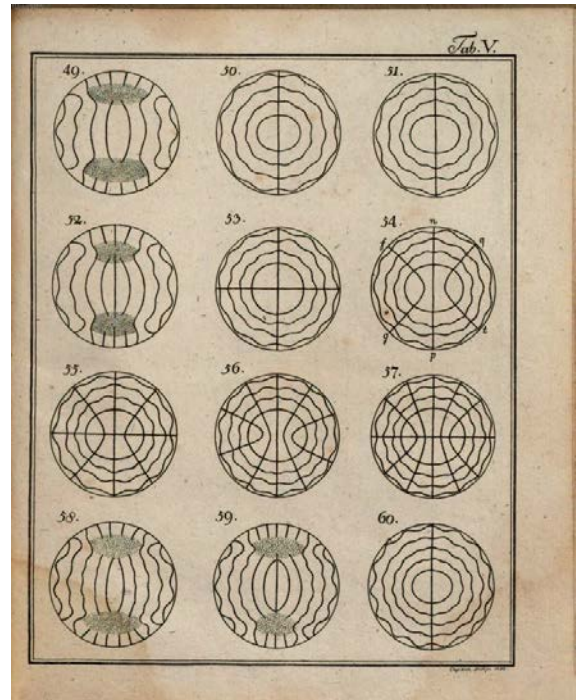 Tab. V.
49. 50. 51.
52. 53. 54.
n
f q
q t
p
55. 56. 57.
58. 59. 60.